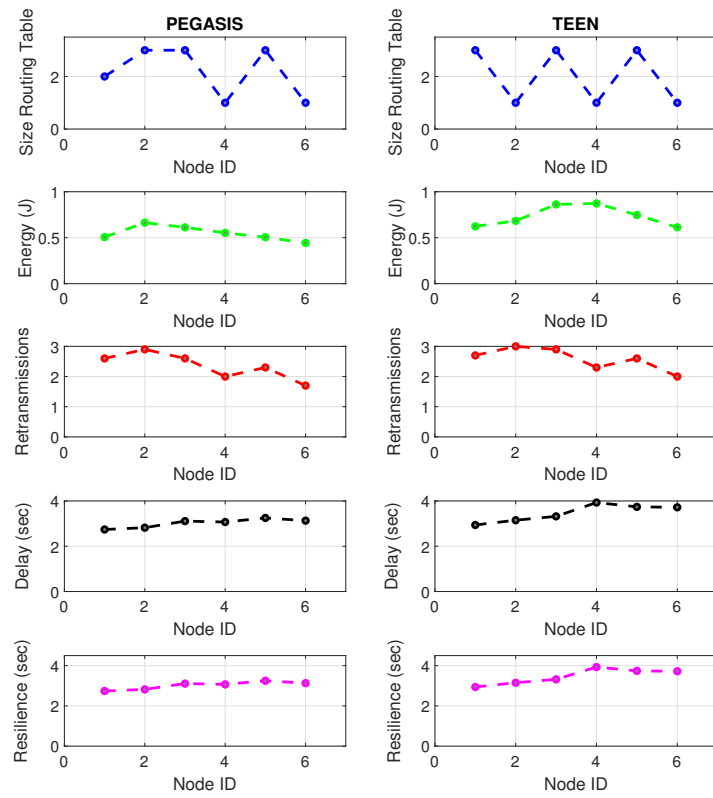 PEGASIS
Size Routing Table
2
0
0 2 4 6
Node ID
TEEN
Size Routing Table
2
0
0 2 4 6
Node ID
Energy (J)
1
0.5
0
0 2 4 6
Node ID
Energy (J)
1
0.5
0
0 2 4 6
Node ID
Retransmissions
3
2
1
0
0 2 4 6
Node ID
Retransmissions
3
2
1
0
0 2 4 6
Node ID
Delay (sec)
4
2
0
0 2 4 6
Node ID
Delay (sec)
4
2
0
0 2 4 6
Node ID
Resilience (sec)
4
2
0
0 2 4 6
Node ID
Resilience (sec)
4
2
0
0 2 4 6
Node ID